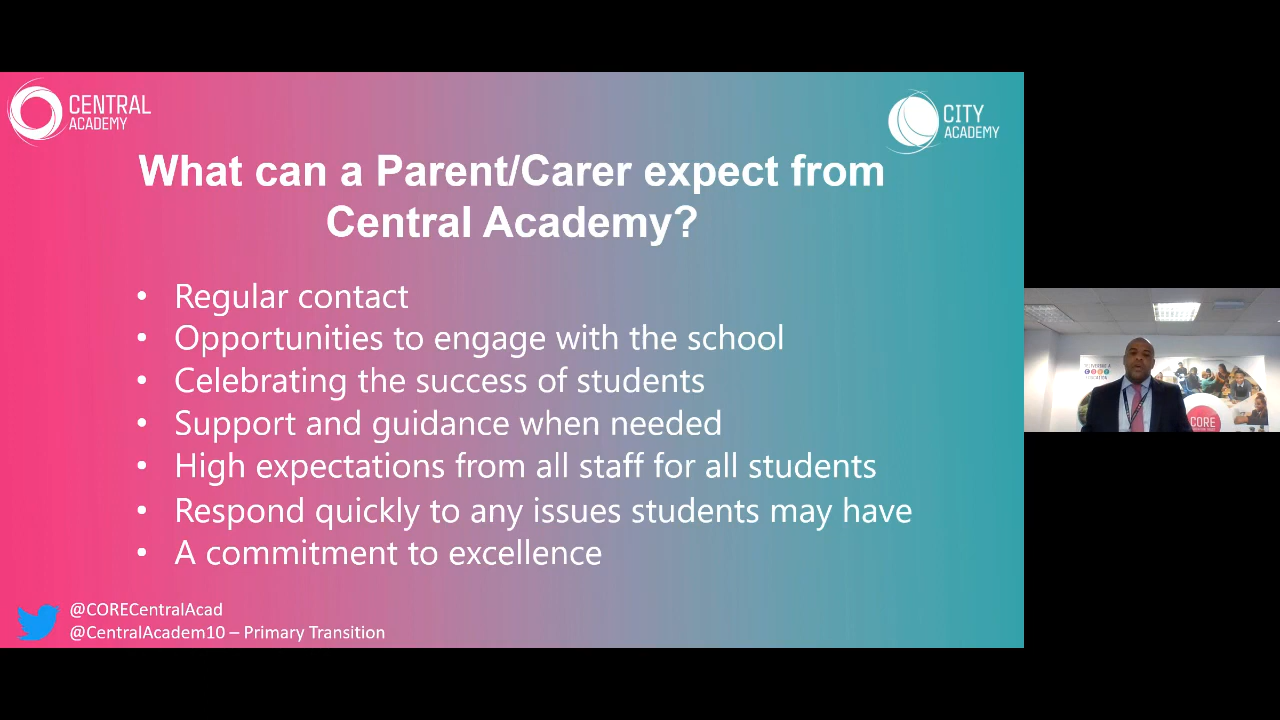 CENTRAL
ACADEMY
CITY
ACADEMY
What can a Parent/Carer expect from
Central Academy?
• Regular contact
• Opportunities to engage with the school
• Celebrating the success of students
• Support and guidance when needed
• High expectations from all staff for all students
• Respond quickly to any issues students may have
• A commitment to excellence
@CORECentralAcad
@CentralAcadem10 – Primary Transition
CORE
CORE